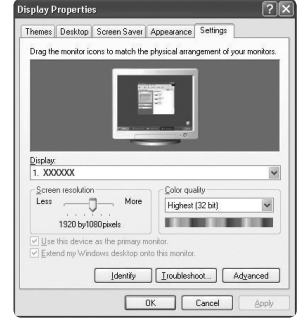 Display Properties
Themes Desktop Screen Saver Appearance Settings
Drag the monitor icons to match the physical arrangement of your monitors.
Display:
1. XXXXXX
Screen resolution
Less More
1920 by1080pixels
Color quality
Highest (32 bit)
Use this device as the primary monitor.
Extend my Windows desktop onto this monitor.
Identify Troubleshoot... Advanced
OK Cancel Apply